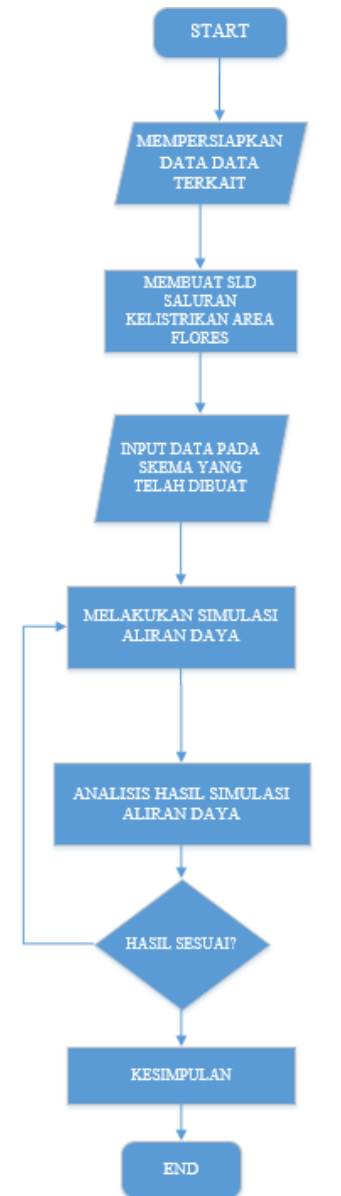 START
MEMPERSIAPKAN
DATA DATA
TERKAIT
MEMBUAT SLD
SALURAN
KELISTRIKAN AREA
FLORES
INPUT DATA PADA
SKEMA YANG
TELAH DIBUAT
MELAKUKAN SIMULASI
ALIRAN DAYA
ANALISIS HASIL SIMULASI
ALIRAN DAYA
HASIL SESUAI?
KESIMPULAN
END